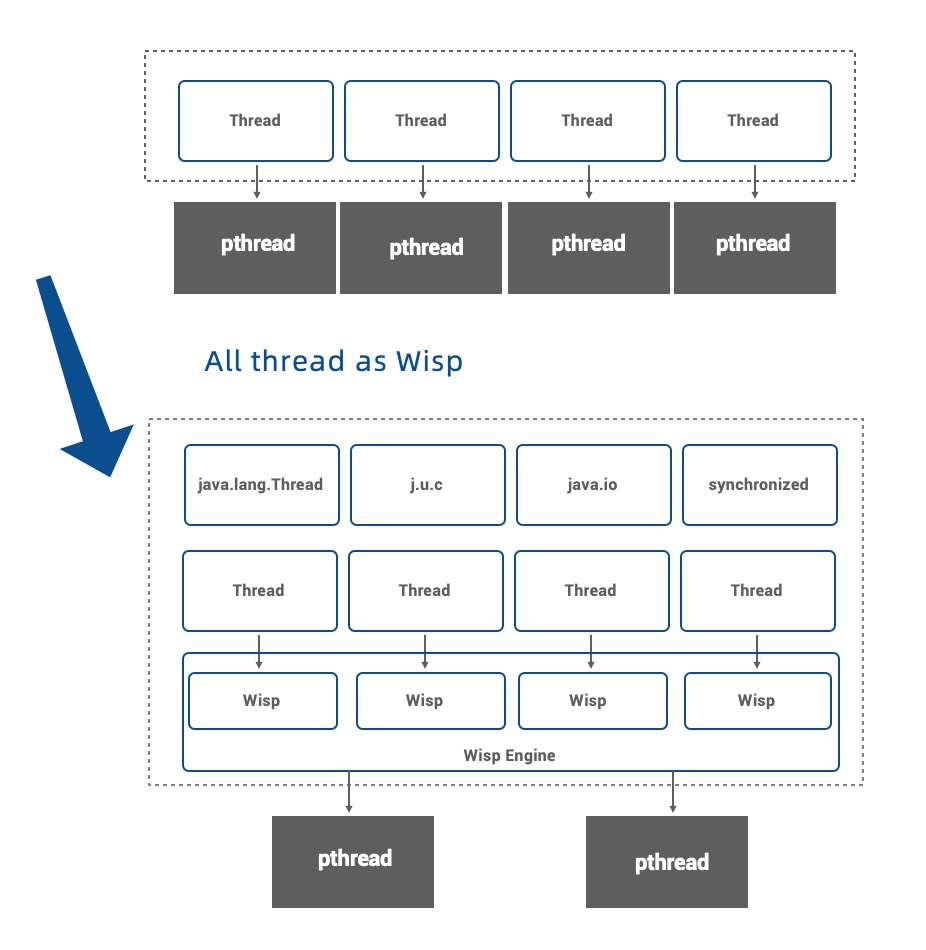 Thread Thread Thread Thread
pthread pthread pthread pthread
All thread as Wisp
java.lang.Thread j.u.c java.io synchronized
Thread Thread Thread Thread
Wisp Wisp Wisp Wisp
Wisp Engine
pthread pthread